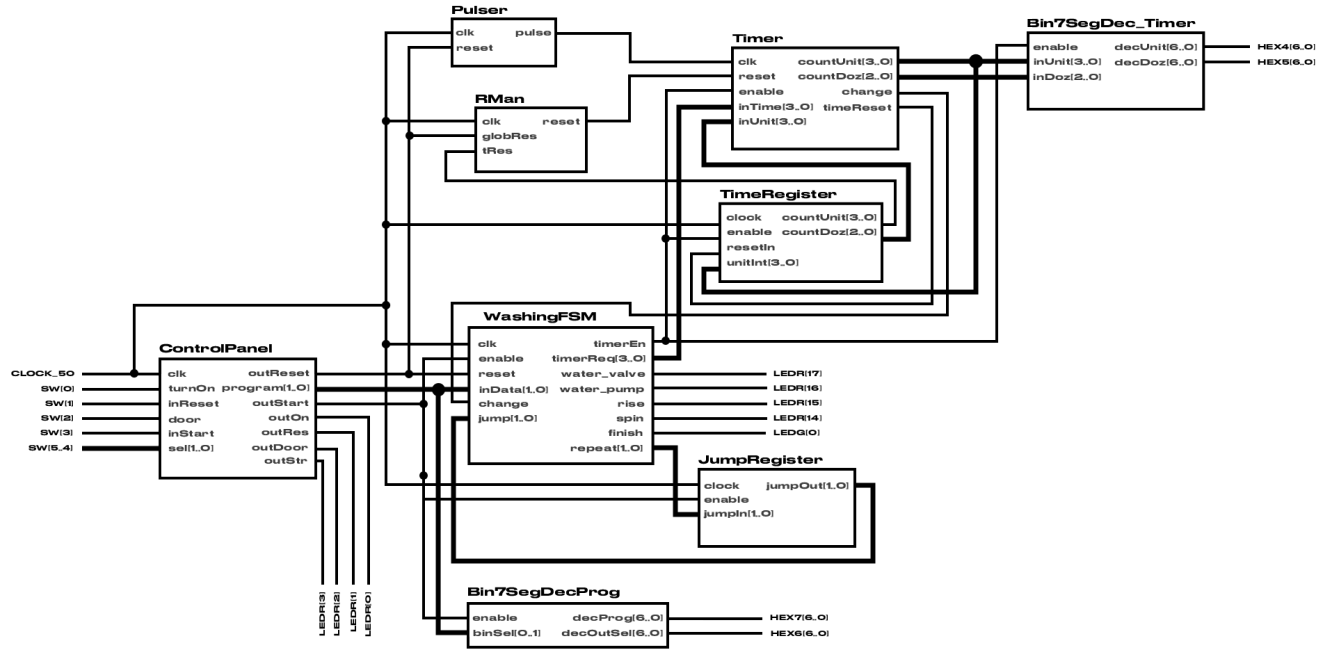 Pulser
clk pulse
reset
Timer
clk countUnit[3..0]
reset countDoz[2..0]
enable change
inTime[3..0] timeReset
inUnit[3..0]
Bin7SegDec_Timer
enable decUnit[6..0]
inUnit[3..0] decDoz[6..0]
inDoz[2..0]
HEX4[6..0]
HEX5[6..0]
RMan
clk reset
globRes
tRes
TimeRegister
clock countUnit[3..0]
enable countDoz[2..0]
resetIn
unitInt[3..0]
WashingFSM
clk timerEn
enable timerReq[3..0]
reset water_valve
inData[1..0] water_pump
change rise
jump[1..0] spin
finish
repeat[1..0]
LEDR[17]
LEDR[16]
LEDR[15]
LEDR[14]
LEDG[0]
ControlPanel
clk outReset
turnOn program[1..0]
inReset outStart
door outOn
inStart outRes
sel[1..0] outDoor
outStr
CLOCK_50
SW[0]
SW[1]
SW[2]
SW[3]
SW[5..4]
LEDR[3]
LEDR[2]
LEDR[1]
LEDR[0]
JumpRegister
clock jumpOut[1..0]
enable
jumpIn[1..0]
Bin7SegDecProg
enable decProg[6..0]
binSel[0..1] decOutSel[6..0]
HEX7[6..0]
HEX6[6..0]